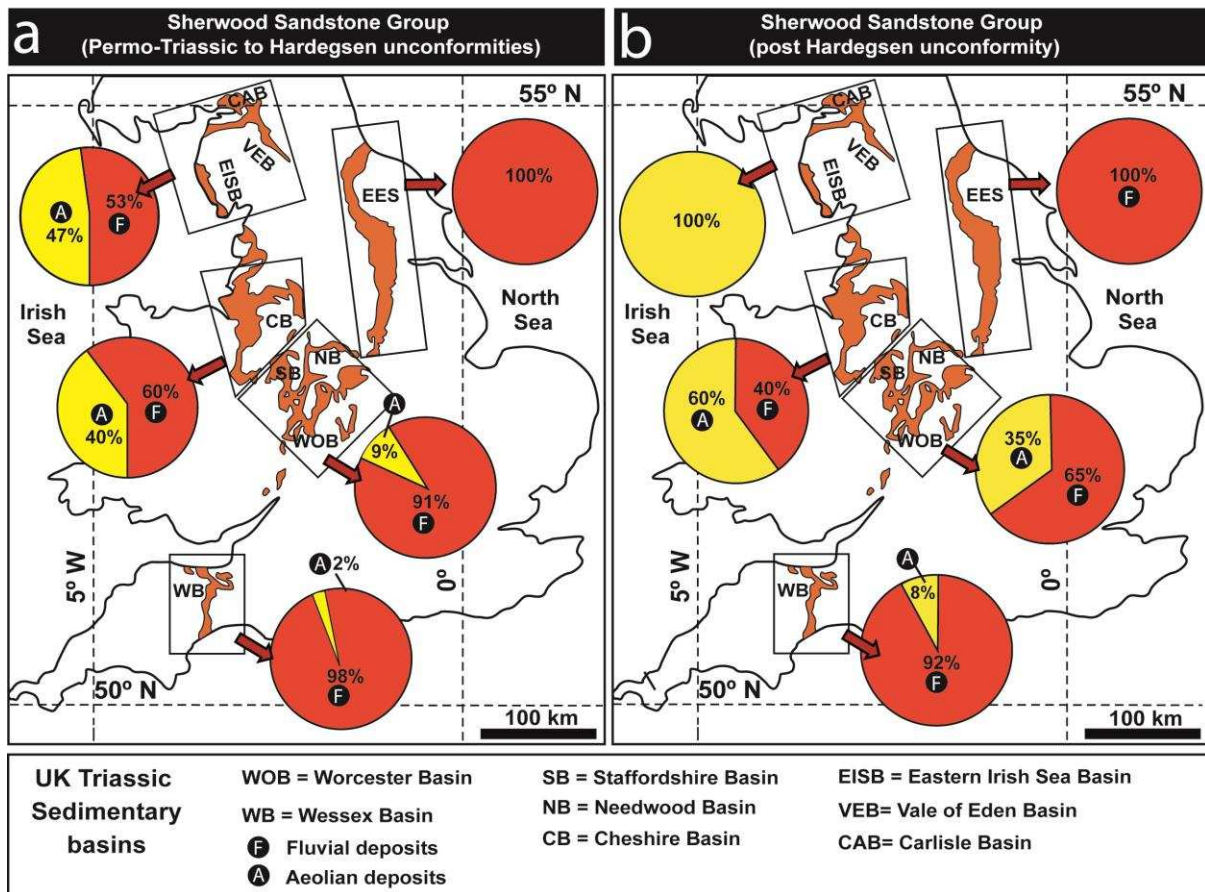 a
Sherwood Sandstone Group
(Permo-Triassic to Hardegsen unconformities)
55º N
CAB
VEB
EISB
EES
100%
53%
F
A
47%
Irish
Sea
North
Sea
CB
NB
SB
WOB
60%
F
A
40%
A
9%
91%
F
5º W
0º
WB
A 2%
98%
F
50º N
100 km
b
Sherwood Sandstone Group
(post Hardegsen unconformity)
55º N
CAB
VEB
EISB
EES
100%
F
100%
Irish
Sea
North
Sea
CB
NB
SB
WOB
60%
A
40%
F
35%
A
65%
F
5º W
0º
WB
A
8%
92%
F
50º N
100 km
UK Triassic
Sedimentary
basins
WOB = Worcester Basin
WB = Wessex Basin
F Fluvial deposits
A Aeolian deposits
SB = Staffordshire Basin
NB = Needwood Basin
CB = Cheshire Basin
EISB = Eastern Irish Sea Basin
VEB= Vale of Eden Basin
CAB= Carlisle Basin